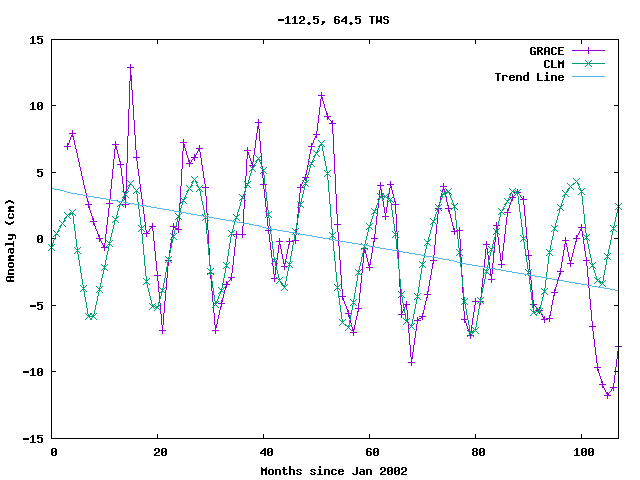 -112.5, 64.5 TWS
GRACE
CLM
Trend Line
15
10
5
0
-5
-10
-15
Anomaly (cm)
0 20 40 60 80 100
Months since Jan 2002